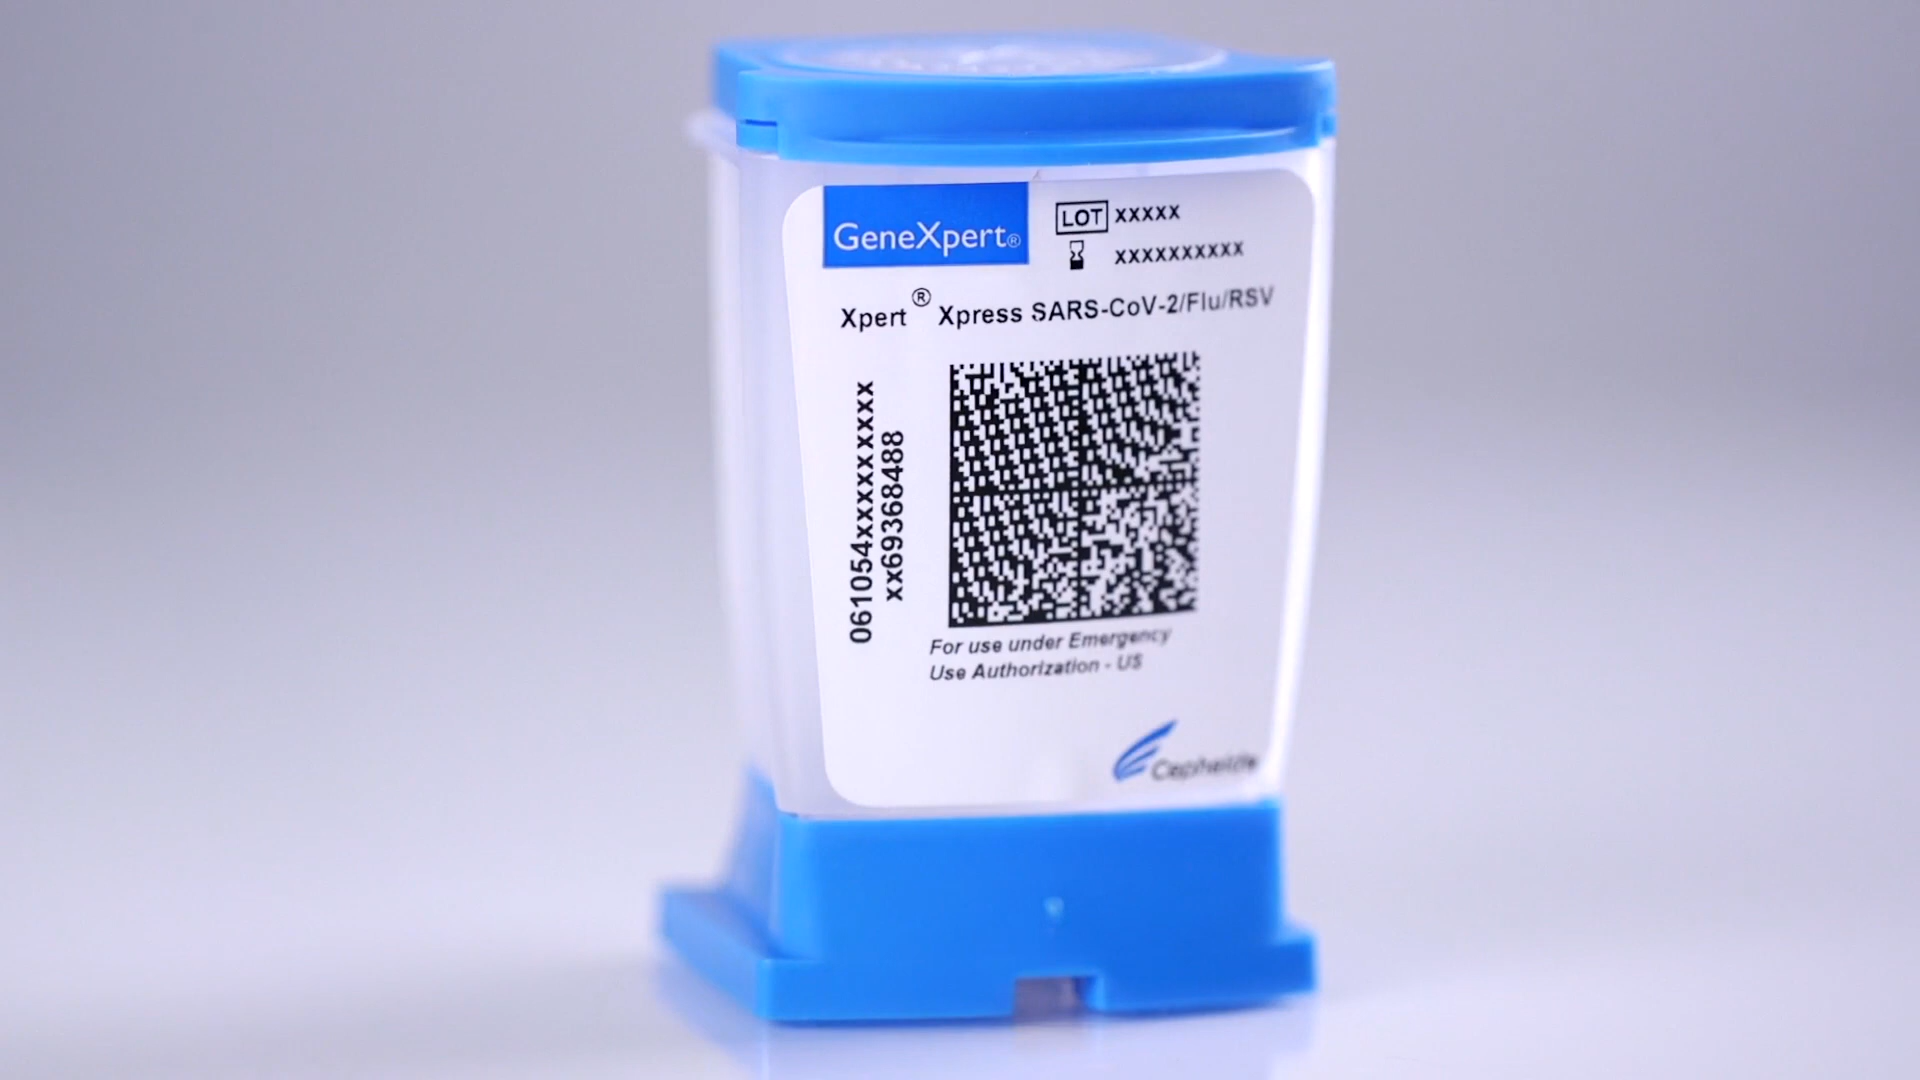 GeneXpert®
LOT xxxxx
xxxxxxxxxx
Xpert® Xpress SARS-CoV-2/Flu/RSV
061054xxxxxxxxxxx
xx69368488
For use under Emergency
Use Authorization - US